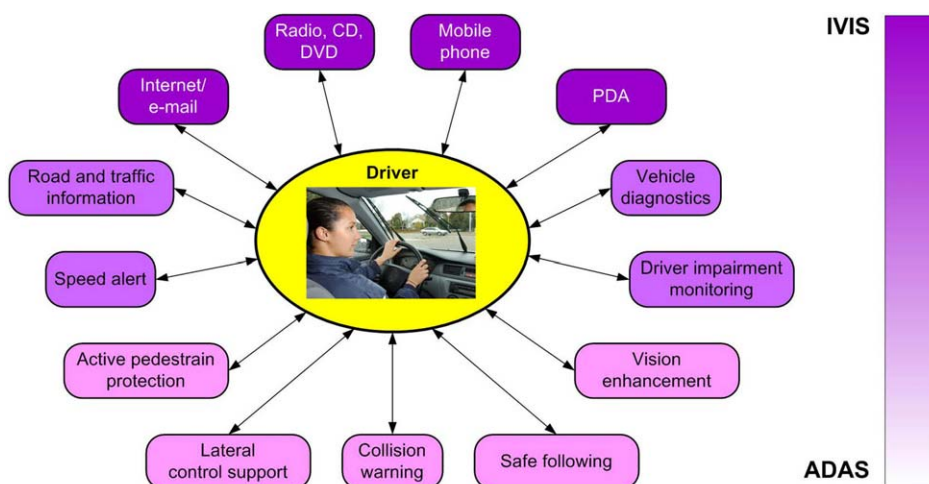 Radio, CD,
DVD
Mobile
phone
IVIS
Internet/
e-mail
PDA
Driver
Road and traffic
information
Vehicle
diagnostics
Speed alert
Driver impairment
monitoring
Active pedestrain
protection
Vision
enhancement
Lateral
control support
Collision
warning
Safe following
ADAS